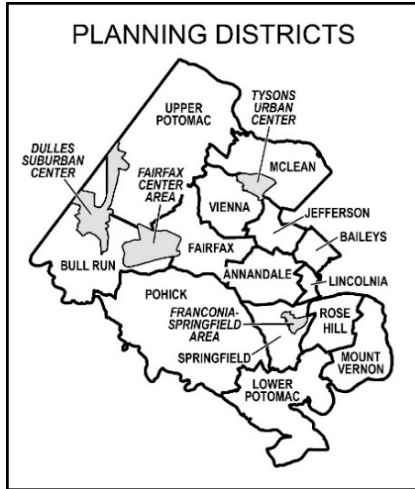 PLANNING DISTRICTS
UPPER
POTOMAC
TYSONS
URBAN
CENTER
DULLES
SUBURBAN
CENTER
FAIRFAX
CENTER
AREA
MCLEAN
VIENNA
JEFFERSON
BAILEYS
FAIRFAX
BULL RUN
ANNANDALE
LINCOLNIA
POHICK
FRANCONIA-
SPRINGFIELD
AREA
ROSE
HILL
SPRINGFIELD
MOUNT
VERNON
LOWER
POTOMAC